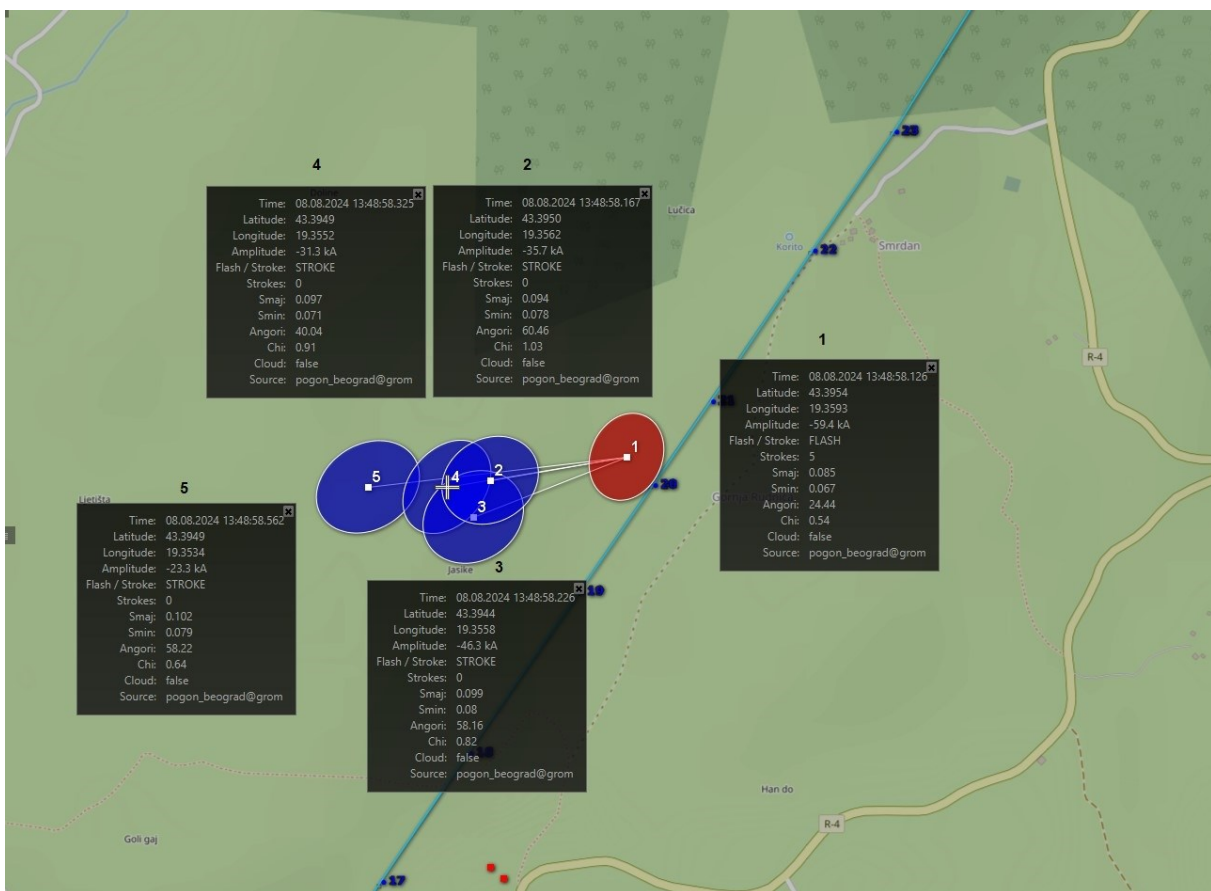 23
Lučica
Korito
22
Smrdan
R-4
4
Time: 08.08.2024 13:48:58.325
Latitude: 43.3949
Longitude: 19.3552
Amplitude: -31.3 kA
Flash / Stroke: STROKE
Strokes: 0
Smaj: 0.097
Smin: 0.071
Angori: 40.04
Chi: 0.91
Cloud: false
Source: pogon_beograd@grom
2
Time: 08.08.2024 13:48:58.167
Latitude: 43.3950
Longitude: 19.3562
Amplitude: -35.7 kA
Flash / Stroke: STROKE
Strokes: 0
Smaj: 0.094
Smin: 0.078
Angori: 60.46
Chi: 1.03
Cloud: false
Source: pogon_beograd@grom
1
Time: 08.08.2024 13:48:58.126
Latitude: 43.3954
Longitude: 19.3593
Amplitude: -59.4 kA
Flash / Stroke: FLASH
Strokes: 5
Smaj: 0.085
Smin: 0.067
Angori: 24.44
Chi: 0.54
Cloud: false
Source: pogon_beograd@grom
21
1
5
4
2
3
20
Ljetišta
Jasike
5
Time: 08.08.2024 13:48:58.562
Latitude: 43.3949
Longitude: 19.3534
Amplitude: -23.3 kA
Flash / Stroke: STROKE
Strokes: 0
Smaj: 0.102
Smin: 0.079
Angori: 58.22
Chi: 0.64
Cloud: false
Source: pogon_beograd@grom
3
Time: 08.08.2024 13:48:58.226
Latitude: 43.3944
Longitude: 19.3558
Amplitude: -46.3 kA
Flash / Stroke: STROKE
Strokes: 0
Smaj: 0.099
Smin: 0.08
Angori: 58.16
Chi: 0.82
Cloud: false
Source: pogon_beograd@grom
19
18
Han do
R-4
Goli gaj
17